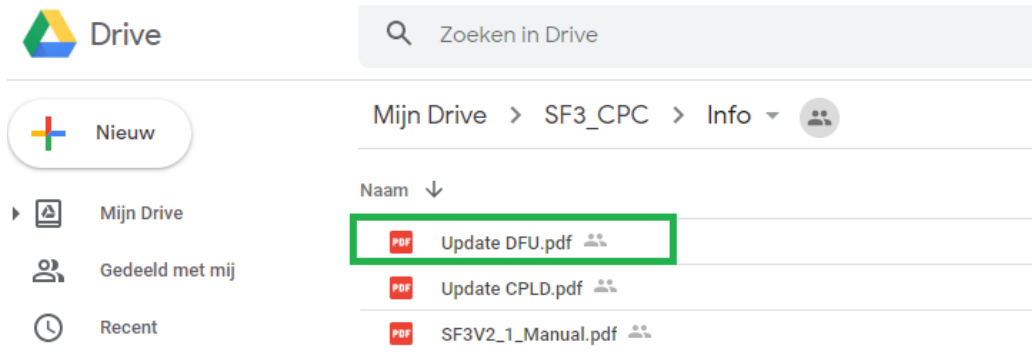 Drive
Zoeken in Drive
Nieuw
Mijn Drive
Gedeeld met mij
Recent
Mijn Drive > SF3_CPC > Info
Naam
PDF Update DFU.pdf
PDF Update CPLD.pdf
PDF SF3V2_1_Manual.pdf